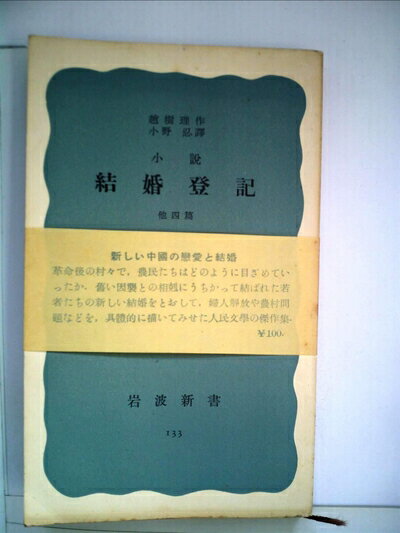 趙樹理作
小野 忍譯
小説
結婚登記
他四篇
新しい中國の戀愛と結婚
革命後の村々で，農民たちはどのように目ざめてい
ったか．舊い因襲との相剋にうちかって結ばれた若
者たちの新しい結婚をとおして，婦人解放や農村問
題などを，具體的に描いてみせた人民文學の傑作集．
¥100．
岩波新書
133